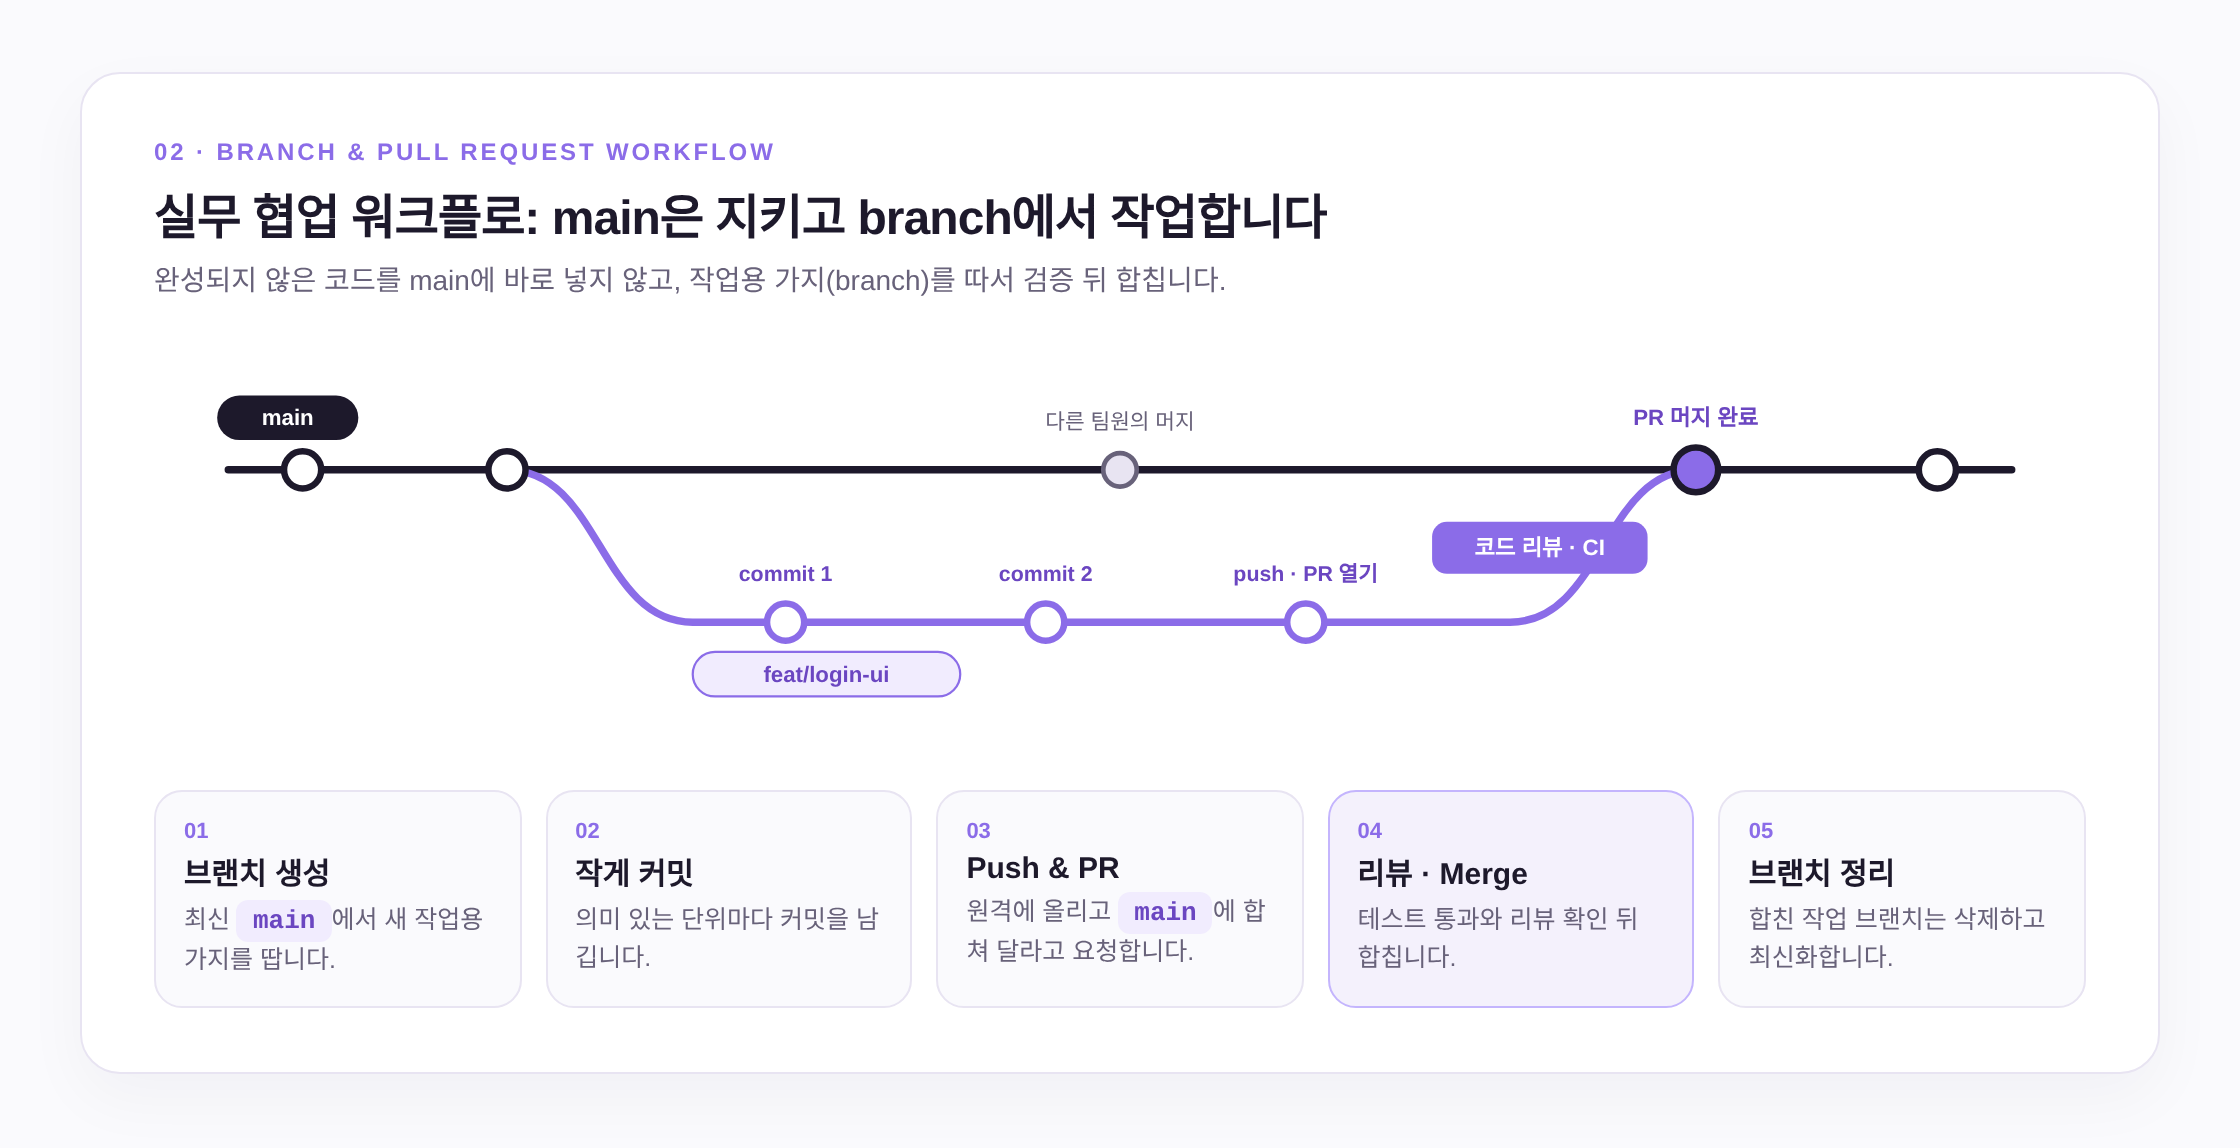 02 · BRANCH & PULL REQUEST WORKFLOW
실무 협업 워크플로: main은 지키고 branch에서 작업합니다
완성되지 않은 코드를 main에 바로 넣지 않고, 작업용 가지(branch)를 따서 검증 뒤 합칩니다.
main
다른 팀원의 머지
PR 머지 완료
코드 리뷰 · CI
commit 1
commit 2
push · PR 열기
feat/login-ui
01
브랜치 생성
최신 main에서 새 작업용
가지를 땁니다.
02
작게 커밋
의미 있는 단위마다 커밋을 남
깁니다.
03
Push & PR
원격에 올리고 main에 합
쳐 달라고 요청합니다.
04
리뷰 · Merge
테스트 통과와 리뷰 확인 뒤
합칩니다.
05
브랜치 정리
합친 작업 브랜치는 삭제하고
최신화합니다.